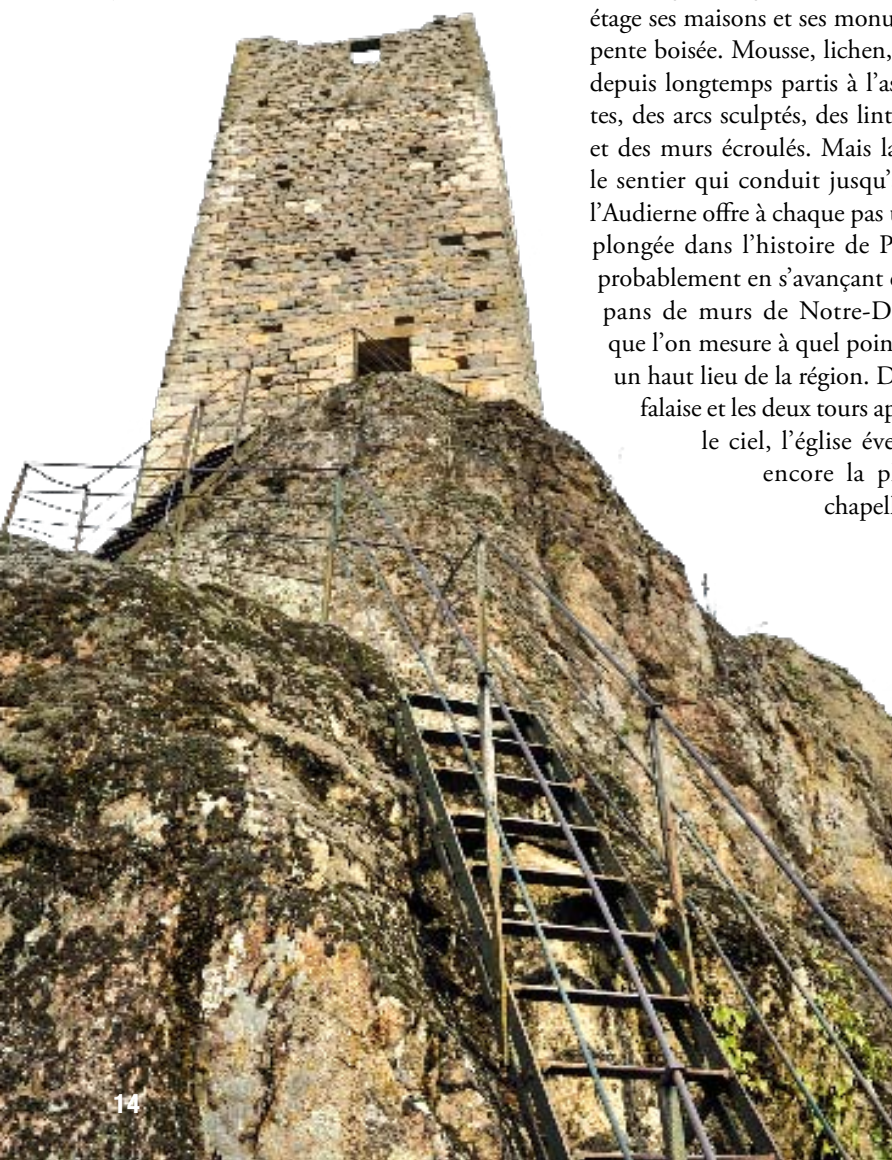 étage ses maisons et ses monu
pente boisée. Mousse, lichen,
depuis longtemps partis à l’as
tes, des arcs sculptés, des lint
et des murs écroulés. Mais la
le sentier qui conduit jusqu’
l’Audierne offre à chaque pas u
plongée dans l’histoire de P
probablement en s’avançant
pans de murs de Notre-D
que l’on mesure à quel poin
un haut lieu de la région. D
falaise et les deux tours ap
le ciel, l’église éve
encore la p
chapell
14